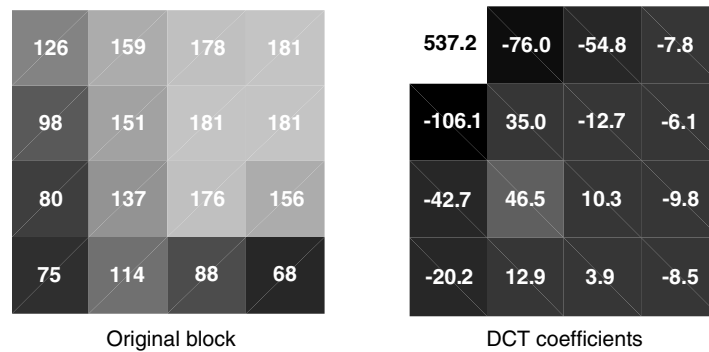 126 159 178 181
98 151 181 181
80 137 176 156
75 114 88 68
Original block
537.2 -76.0 -54.8 -7.8
-106.1 35.0 -12.7 -6.1
-42.7 46.5 10.3 -9.8
-20.2 12.9 3.9 -8.5
DCT coefficients